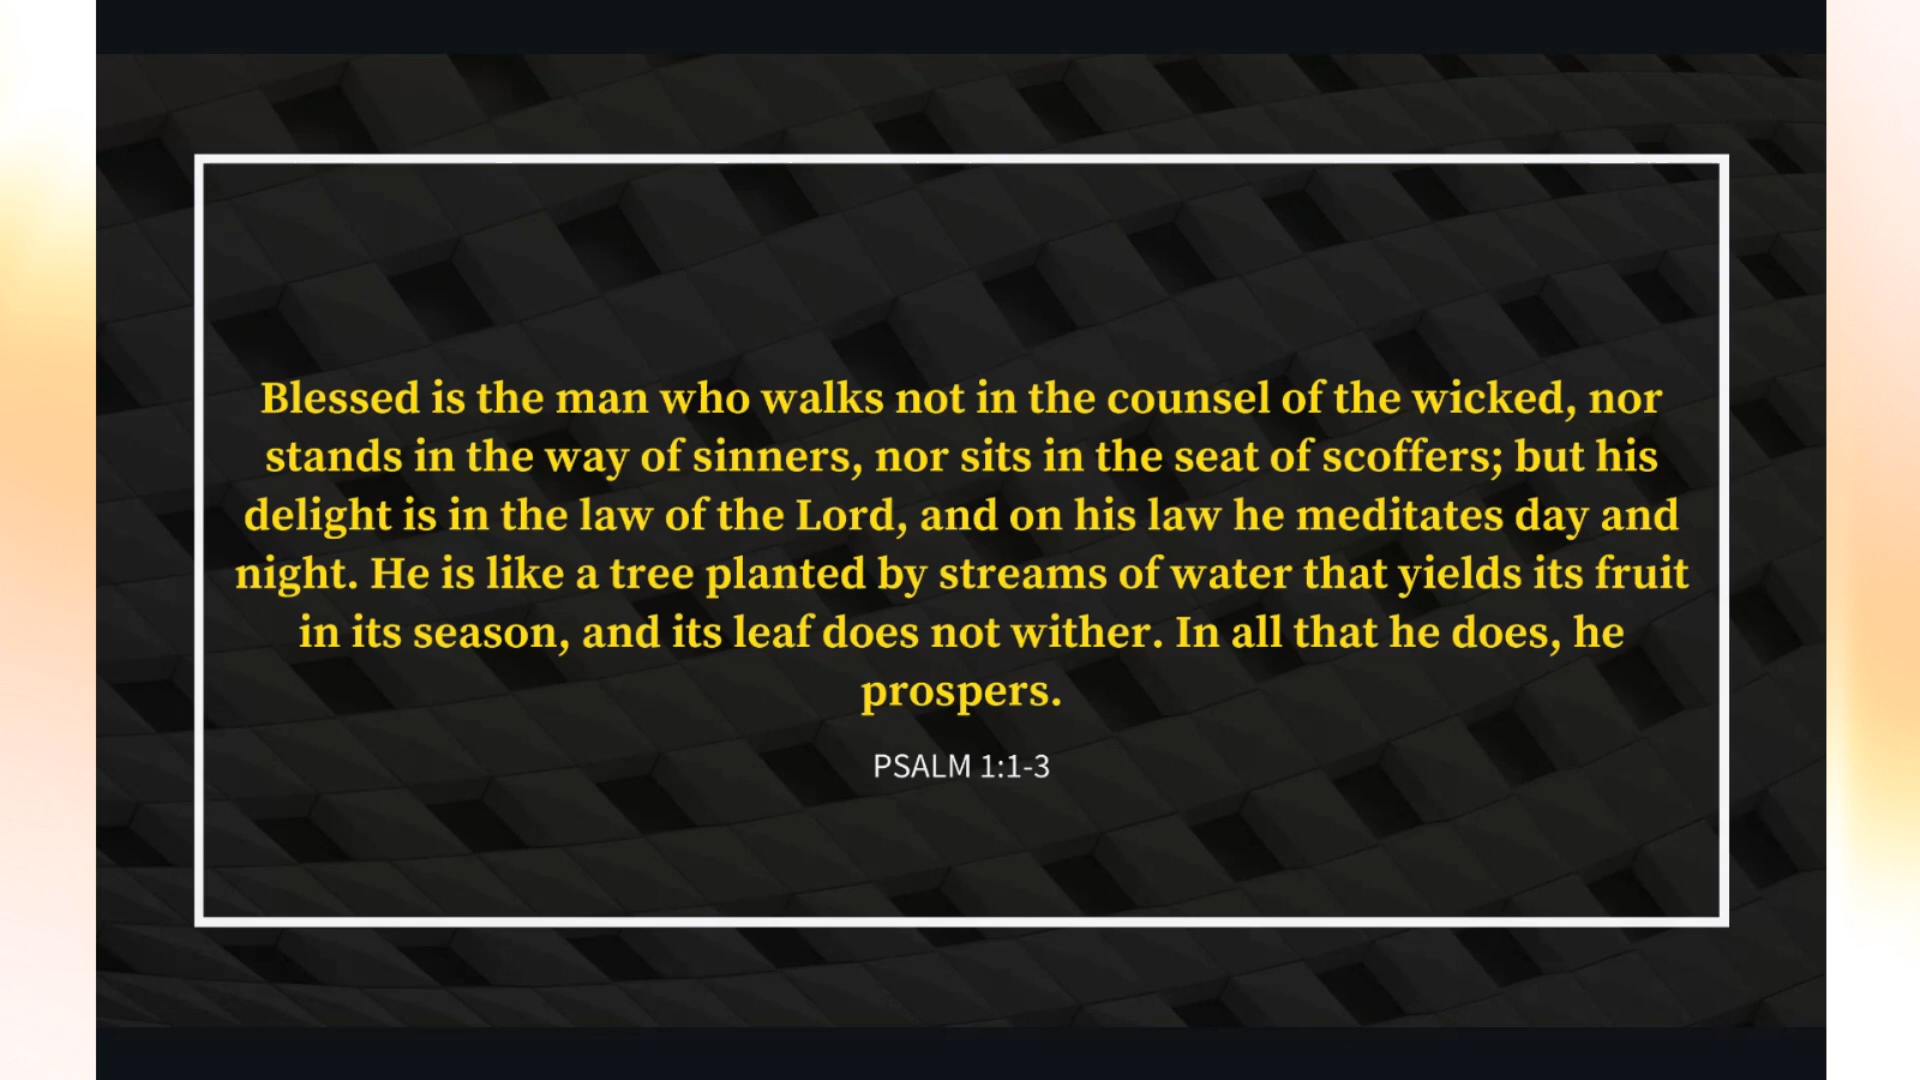 Blessed is the man who walks not in the counsel of the wicked, nor
stands in the way of sinners, nor sits in the seat of scoffers; but his
delight is in the law of the Lord, and on his law he meditates day and
night. He is like a tree planted by streams of water that yields its fruit
in its season, and its leaf does not wither. In all that he does, he
prospers.
PSALM 1:1-3